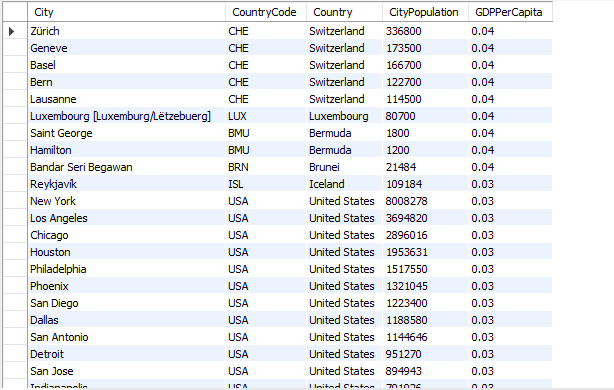 City CountryCode Country CityPopulation GDPPerCapita
Zürich CHE Switzerland 336800 0.04
Geneve CHE Switzerland 173500 0.04
Basel CHE Switzerland 166700 0.04
Bern CHE Switzerland 122700 0.04
Lausanne CHE Switzerland 114500 0.04
Luxembourg [Luxemburg/Lëtzebuerg] LUX Luxembourg 80700 0.04
Saint George BMU Bermuda 1800 0.04
Hamilton BMU Bermuda 1200 0.04
Bandar Seri Begawan BRN Brunei 21484 0.04
Reykjavík ISL Iceland 109184 0.03
New York USA United States 8008278 0.03
Los Angeles USA United States 3694820 0.03
Chicago USA United States 2896016 0.03
Houston USA United States 1953631 0.03
Philadelphia USA United States 1517550 0.03
Phoenix USA United States 1321045 0.03
San Diego USA United States 1223400 0.03
Dallas USA United States 1188580 0.03
San Antonio USA United States 1144646 0.03
Detroit USA United States 951270 0.03
San Jose USA United States 894943 0.03
Indianapolis USA United States 0.03